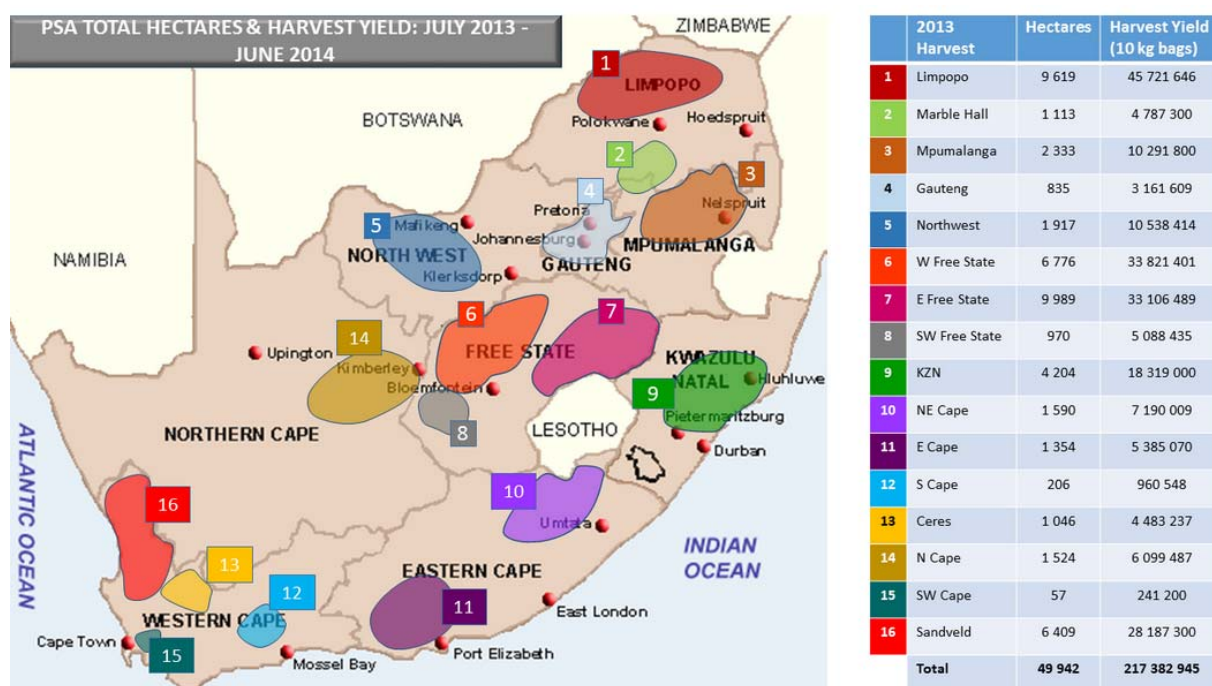 PSA TOTAL HECTARES & HARVEST YIELD: JULY 2013 -
JUNE 2014
ZIMBABWE
1
LIMPOPO
BOTSWANA
Polokwane
Hoedspruit
2
3
4
Nelspruit
Pretoria
5
Mafikeng
Johannesburg
MPUMALANGA
NAMIBIA
NORTH WEST
GAUTENG
Klerksdorp
6
7
14
Upington
FREE STATE
KWAZULU
NATAL
Kimberley
Hluhluwe
Bloemfontein
9
Pietermaritzburg
8
LESOTHO
NORTHERN CAPE
Durban
ATLANTIC OCEAN
16
10
Umtata
INDIAN
OCEAN
13
EASTERN CAPE
12
WESTERN CAPE
11
East London
Cape Town
15
Mossel Bay
Port Elizabeth
2013 Harvest Hectares Harvest Yield (10 kg bags)
1 Limpopo 9 619 45 721 646
2 Marble Hall 1 113 4 787 300
3 Mpumalanga 2 333 10 291 800
4 Gauteng 835 3 161 609
5 Northwest 1 917 10 538 414
6 W Free State 6 776 33 821 401
7 E Free State 9 989 33 106 489
8 SW Free State 970 5 088 435
9 KZN 4 204 18 319 000
10 NE Cape 1 590 7 190 009
11 E Cape 1 354 5 385 070
12 S Cape 206 960 548
13 Ceres 1 046 4 483 237
14 N Cape 1 524 6 099 487
15 SW Cape 57 241 200
16 Sandveld 6 409 28 187 300
Total 49 942 217 382 945